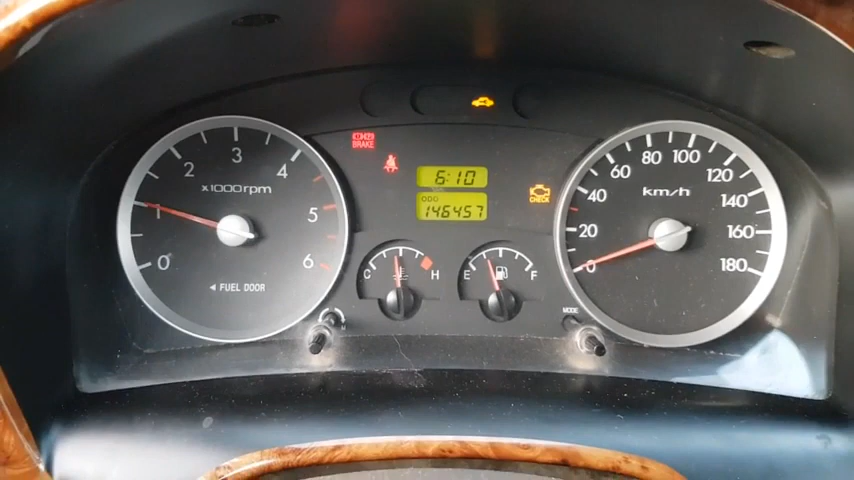 0 1 2 3 4 5 6
x1000rpm
◄ FUEL DOOR
BRAKE
6:10
ODO
146457
CHECK
C H
E F
MODE
0 20 40 60 80 100 120 140 160 180
km/h